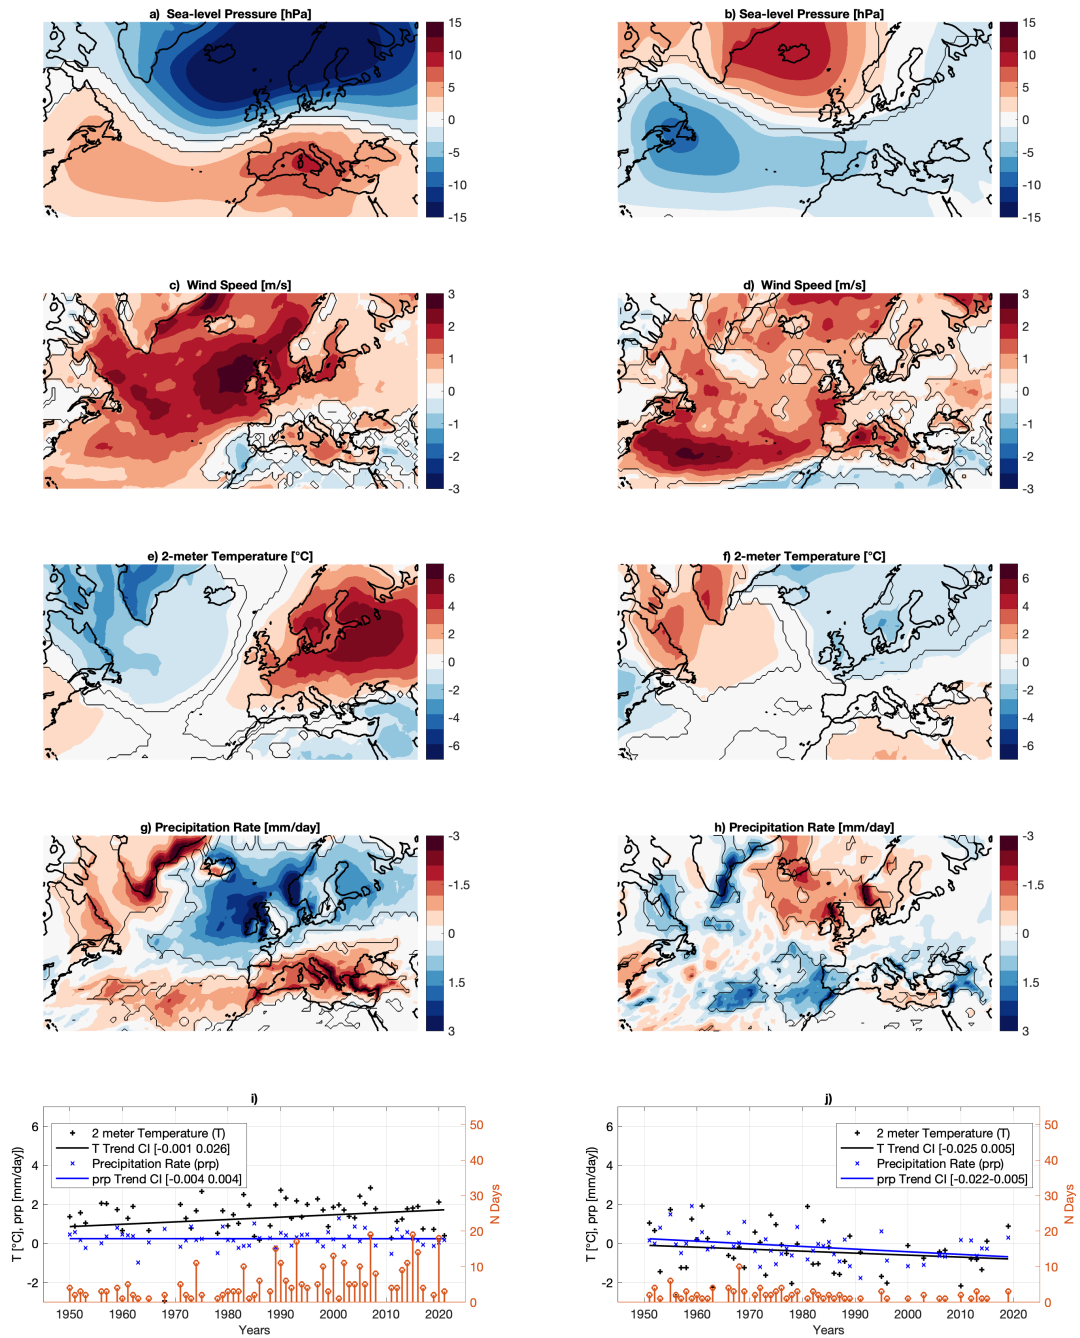 a)  Sea-level Pressure [hPa]
15
10
5
0
-5
-10
-15
b) Sea-level Pressure [hPa]
15
10
5
0
-5
-10
-15
c)  Wind Speed [m/s]
3
2
1
0
-1
-2
-3
d)  Wind Speed [m/s]
3
2
1
0
-1
-2
-3
e) 2-meter Temperature [°C]
6
4
2
0
-2
-4
-6
f) 2-meter Temperature [°C]
6
4
2
0
-2
-4
-6
g) Precipitation Rate [mm/day]
-3
-1.5
0
1.5
3
h) Precipitation Rate [mm/day]
-3
-1.5
0
1.5
3
i)
T [°C], prp [mm/day])
6
4
2
0
-2
2 meter Temperature (T)
T Trend CI [-0.001 0.026]
Precipitation Rate (prp)
prp Trend CI [-0.004 0.004]
50
40
30
20
10
0
N Days
1950 1960 1970 1980 1990 2000 2010 2020
Years
j)
T [°C], prp [mm/day])
6
4
2
0
-2
2 meter Temperature (T)
T Trend CI [-0.025 0.005]
Precipitation Rate (prp)
prp Trend CI [-0.022-0.005]
50
40
30
20
10
0
N Days
1950 1960 1970 1980 1990 2000 2010 2020
Years